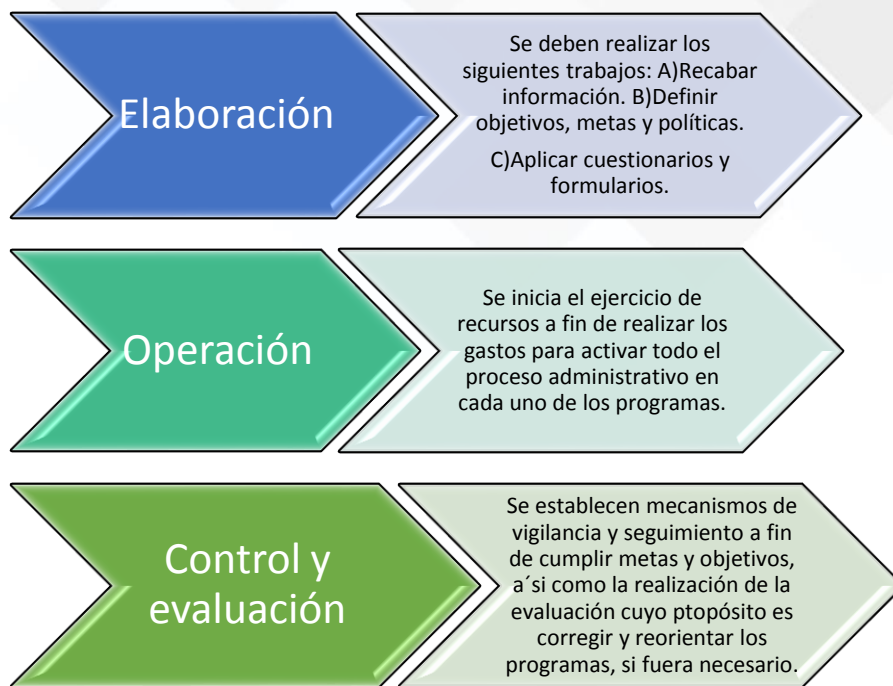 Elaboración
Se deben realizar los
siguientes trabajos: A)Recabar
información. B)Definir
objetivos, metas y políticas.
C)Aplicar cuestionarios y
formularios.
Operación
Se inicia el ejercicio de
recursos a fin de realizar los
gastos para activar todo el
proceso administrativo en
cada uno de los programas.
Control y
evaluación
Se establecen mecanismos de
vigilancia y seguimiento a fin
de cumplir metas y objetivos,
a´si como la realización de la
evaluación cuyo ptopósito es
corregir y reorientar los
programas, si fuera necesario.